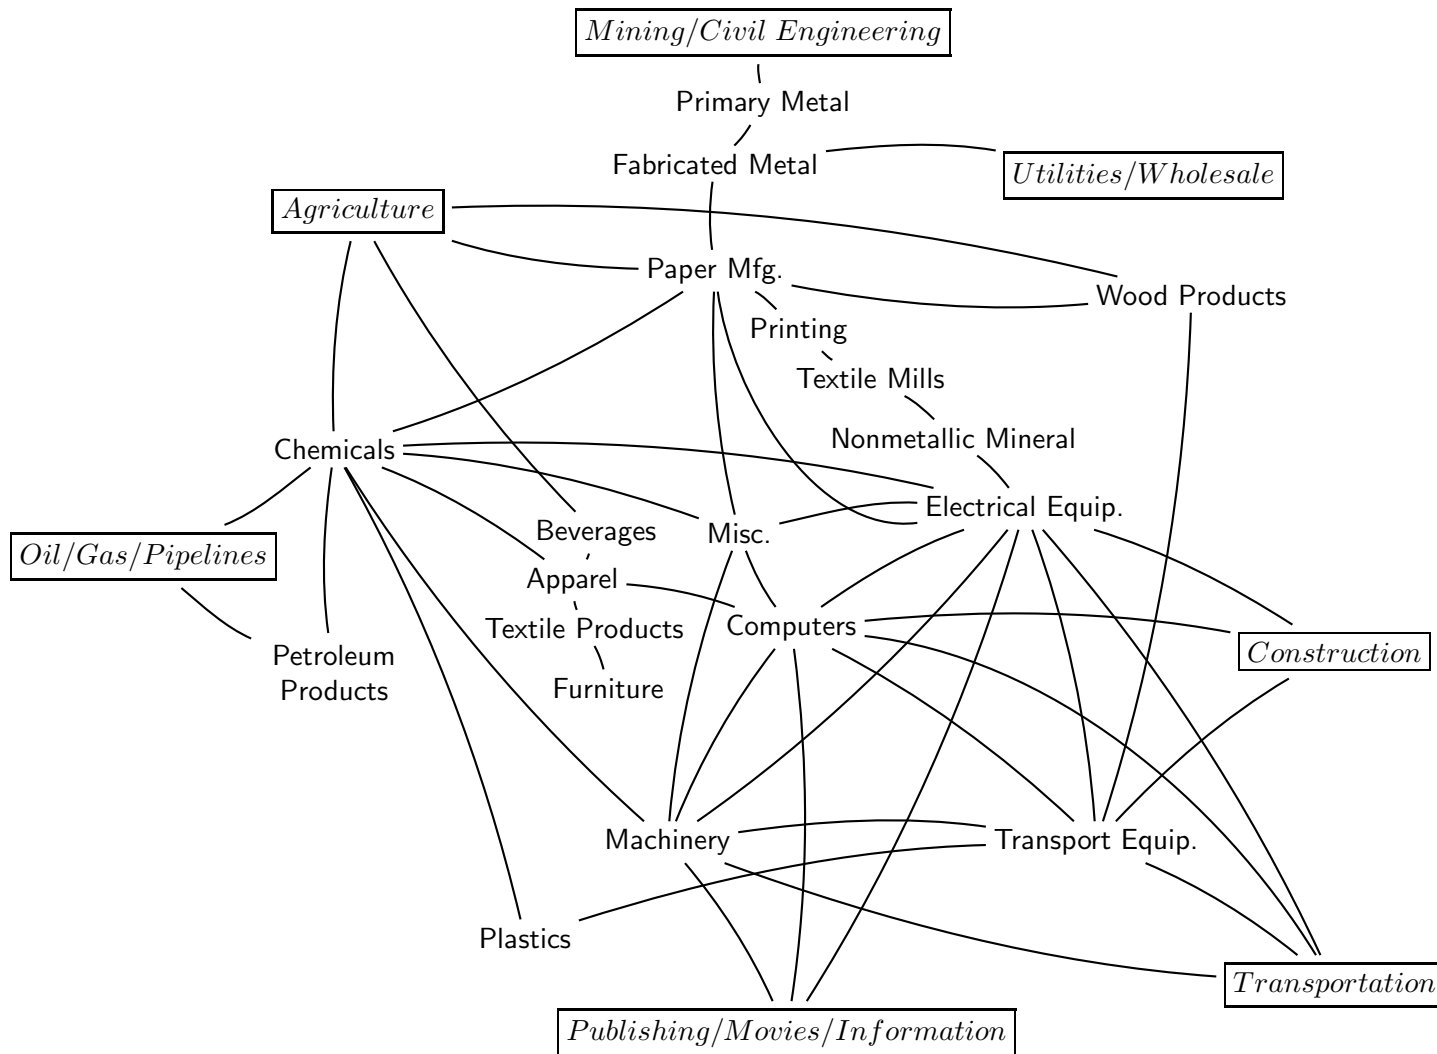 Mining/Civil Engineering
Primary Metal
Fabricated Metal
Utilities/Wholesale
Agriculture
Paper Mfg.
Wood Products
Printing
Textile Mills
Nonmetallic Mineral
Chemicals
Electrical Equip.
Beverages
Misc.
Oil/Gas/Pipelines
Apparel
Textile Products
Computers
Construction
Petroleum
Products
Furniture
Machinery
Transport Equip.
Plastics
Transportation
Publishing/Movies/Information